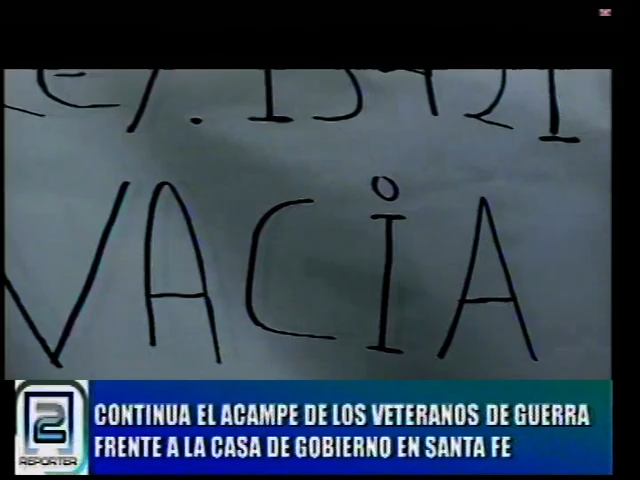 VACiA
CONTINUA EL ACAMPE DE LOS VETERANOS DE GUERRA
FRENTE A LA CASA DE GOBIERNO EN SANTA FE
2
REPORTER